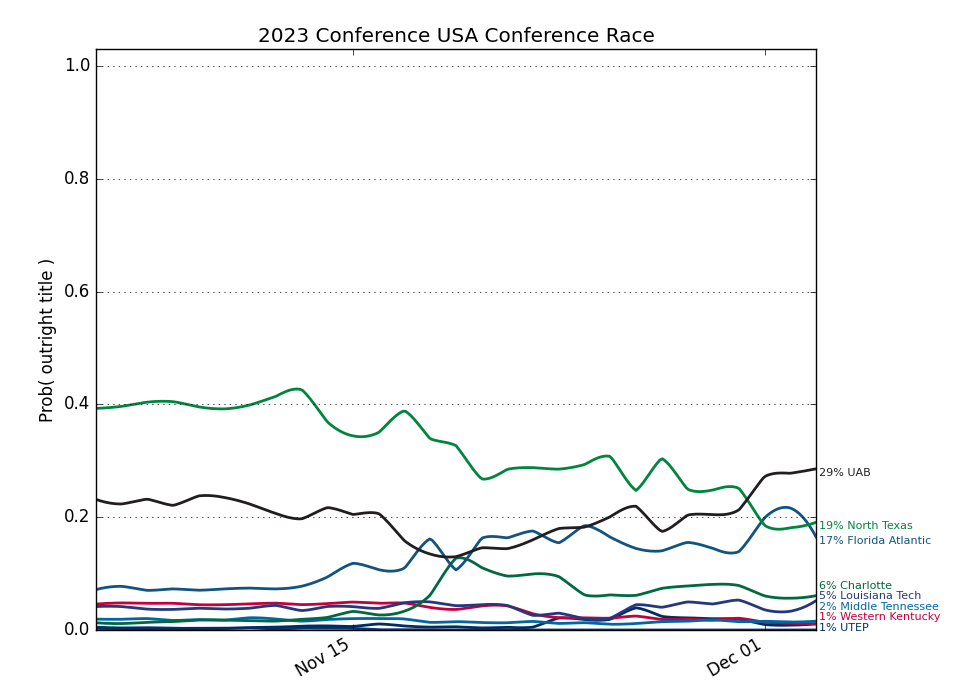 2023 Conference USA Conference Race
Prob( outright title )
1.0
0.8
0.6
0.4
0.2
0.0
Nov 15
Dec 01
29% UAB
19% North Texas
17% Florida Atlantic
6% Charlotte
5% Louisiana Tech
2% Middle Tennessee
1% Western Kentucky
1% UTEP